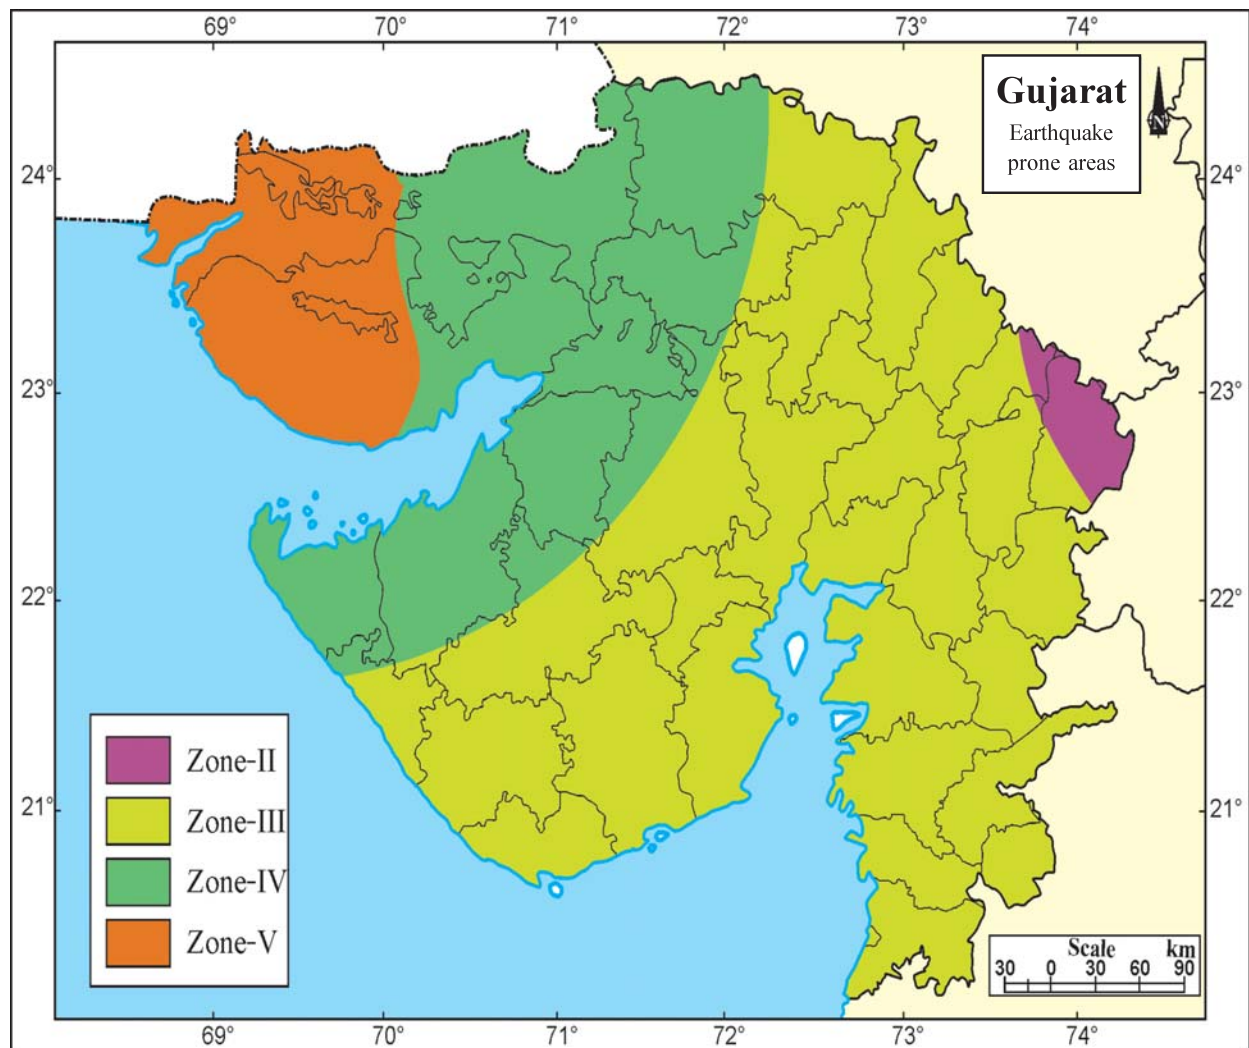 69° 70° 71° 72° 73° 74°
Gujarat
Earthquake
prone areas
N
24° 24°
23° 23°
22° 22°
21° 21°
Zone-II
Zone-III
Zone-IV
Zone-V
Scale km
30 0 30 60 90
69° 70° 71° 72° 73° 74°